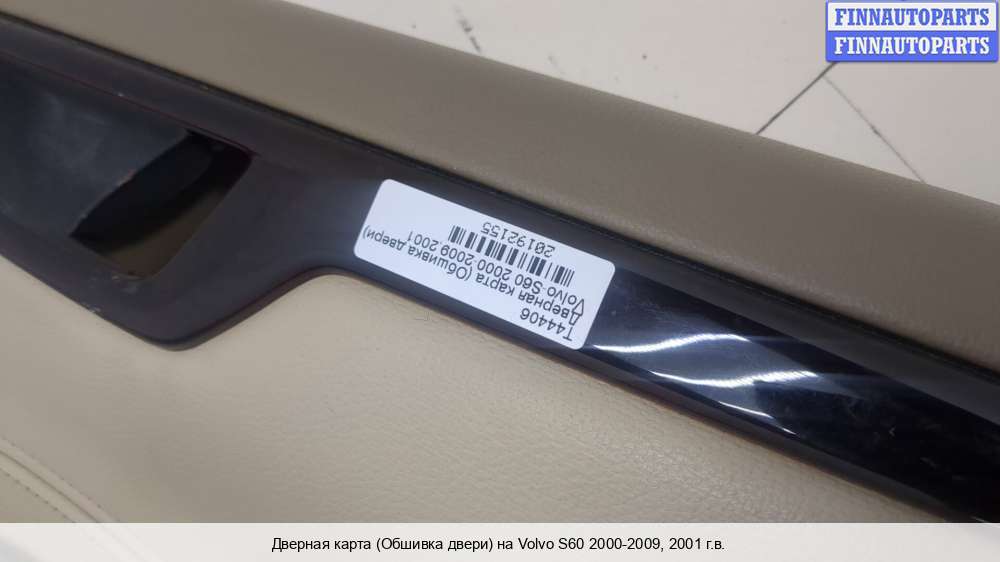 FINNAUTOPARTS
FINNAUTOPARTS
T44406
Дверная карта (Обшивка двери)
Volvo S60 2000-2009 2001
20192155
Дверная карта (Обшивка двери) на Volvo S60 2000-2009, 2001 г.в.